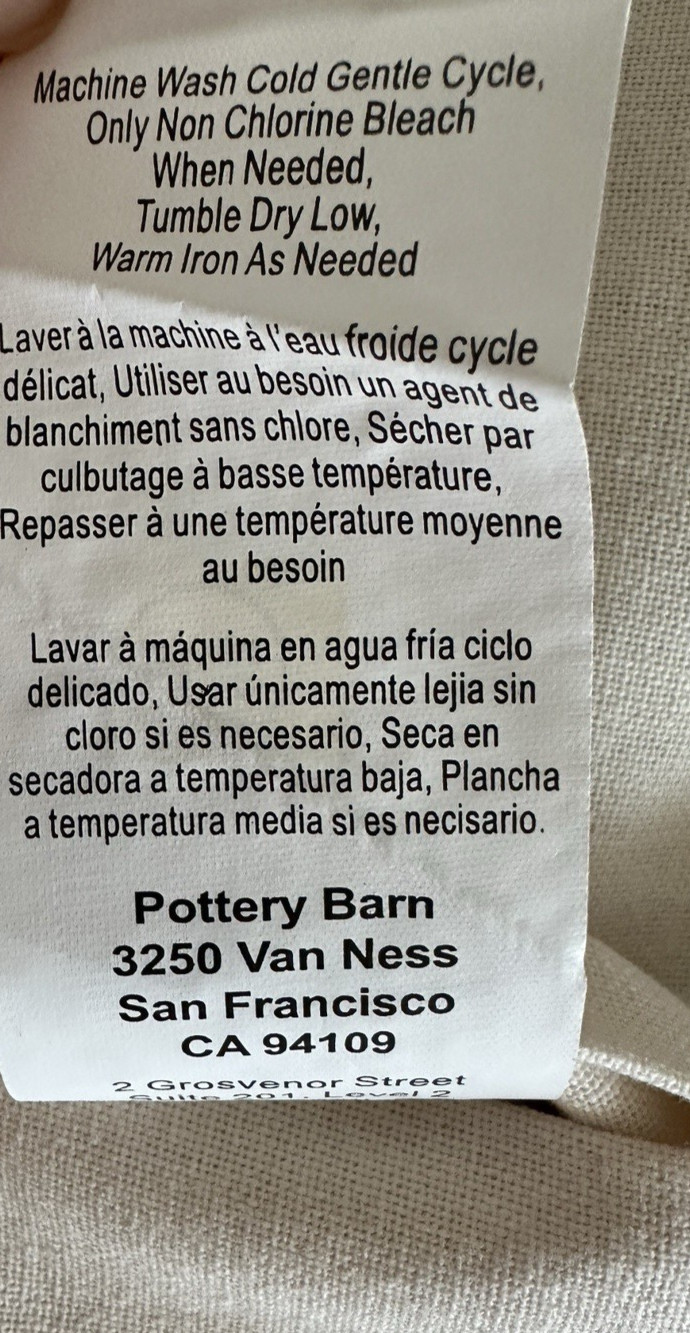 Machine Wash Cold Gentle Cycle,
Only Non Chlorine Bleach
When Needed,
Tumble Dry Low,
Warm Iron As Needed
Laver à la machine à l'eau froide cycle
délicat, Utiliser au besoin un agent de
blanchiment sans chlore, Sécher par
culbutage à basse température,
Repasser à une température moyenne
au besoin
Lavar à máquina en agua fría ciclo
delicado, Usar únicamente lejia sin
cloro si es necesario, Seca en
secadora a temperatura baja, Plancha
a temperatura media si es necisario.
Pottery Barn
3250 Van Ness
San Francisco
CA 94109
2 Grosvenor Street
Suite 201, Level 2